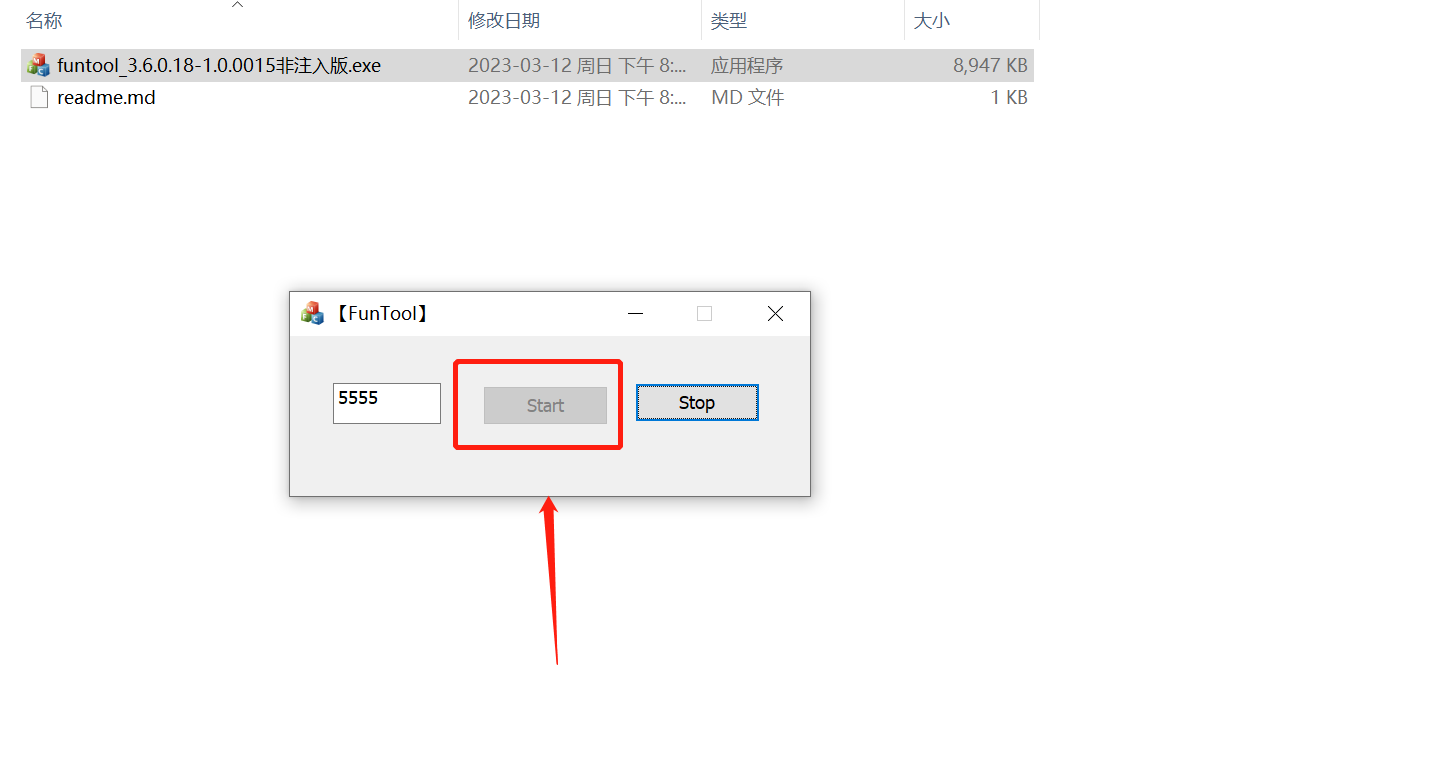 名称 修改日期 类型 大小
funtool_3.6.0.18-1.0.0015非注入版.exe 2023-03-12 周日 下午 8:... 应用程序 8,947 KB
readme.md 2023-03-12 周日 下午 8:... MD 文件 1 KB
【FunTool】
5555 Start Stop